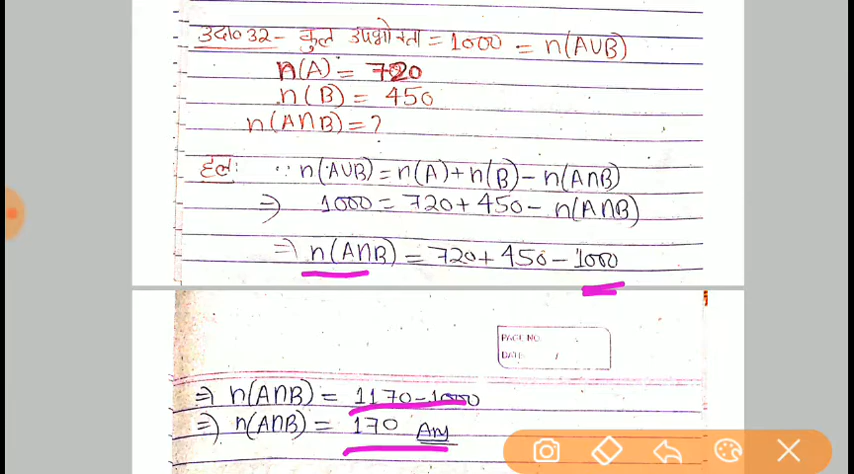 उदा० 32 - कुल उपभोक्ता = 1000 = n(A∪B)
n(A) = 720
n(B) = 450
n(A∩B) = ?
हल: ∵ n(A∪B) = n(A) + n(B) - n(A∩B)
⇒ 1000 = 720 + 450 - n(A∩B)
⇒ n(A∩B) = 720 + 450 - 1000
PAGE NO.
DATE: /
⇒ n(A∩B) = 1170 - 1000
⇒ n(A∩B) = 170 Ans